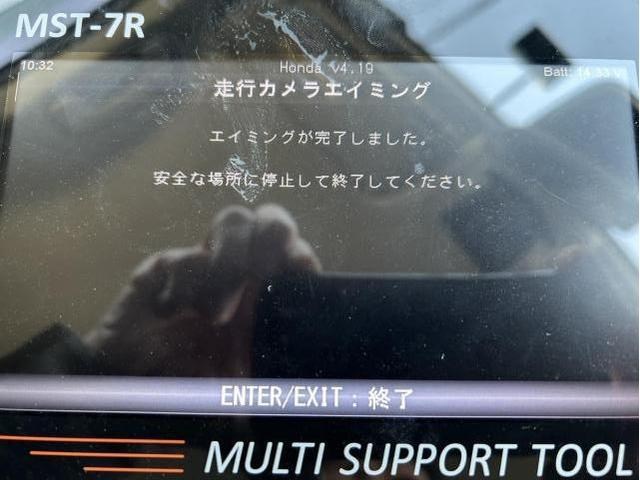 MST-7R
10:32
Honda v4.19
Batt: 14.33 V
走行カメラエイミング
エイミングが完了しました。
安全な場所に停止して終了してください。
ENTER/EXIT：終了
MULTI SUPPORT TOOL